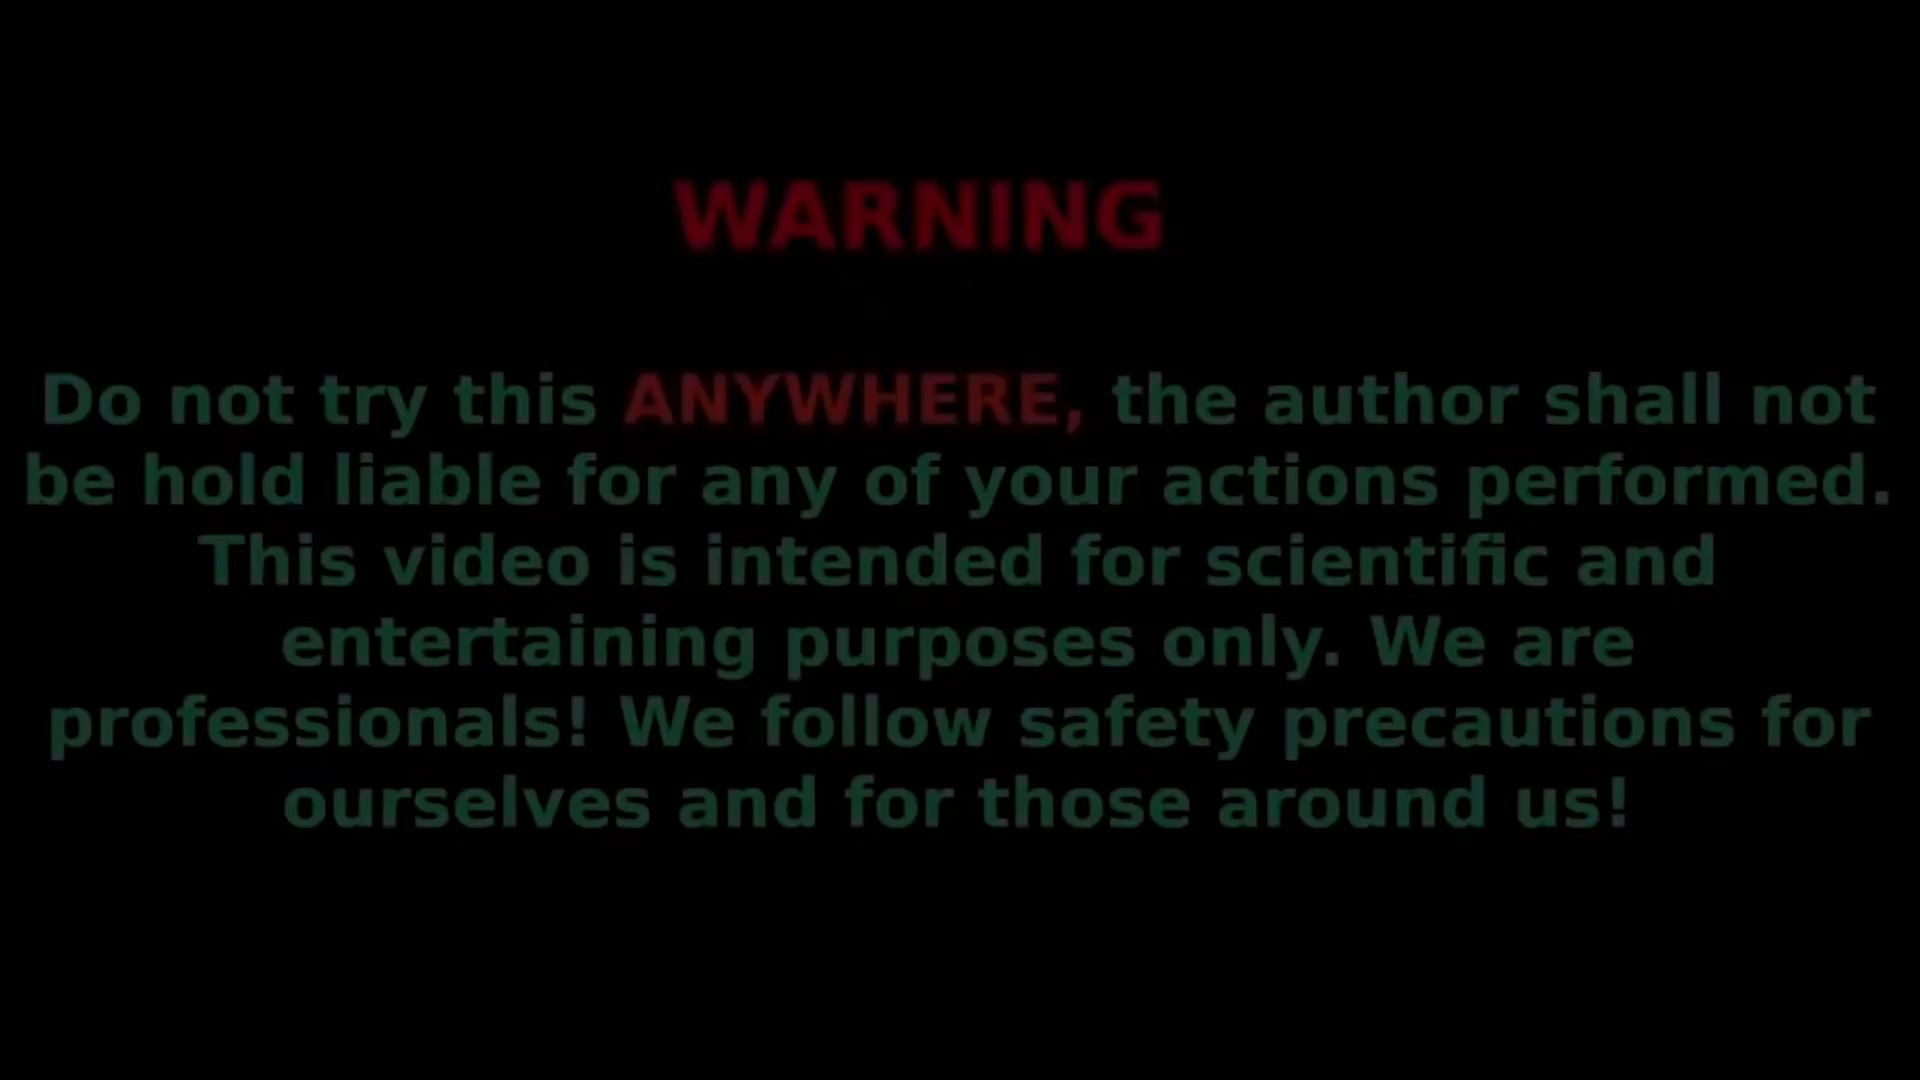 WARNING
Do not try this ANYWHERE, the author shall not
be hold liable for any of your actions performed.
This video is intended for scientific and
entertaining purposes only. We are
professionals! We follow safety precautions for
ourselves and for those around us!